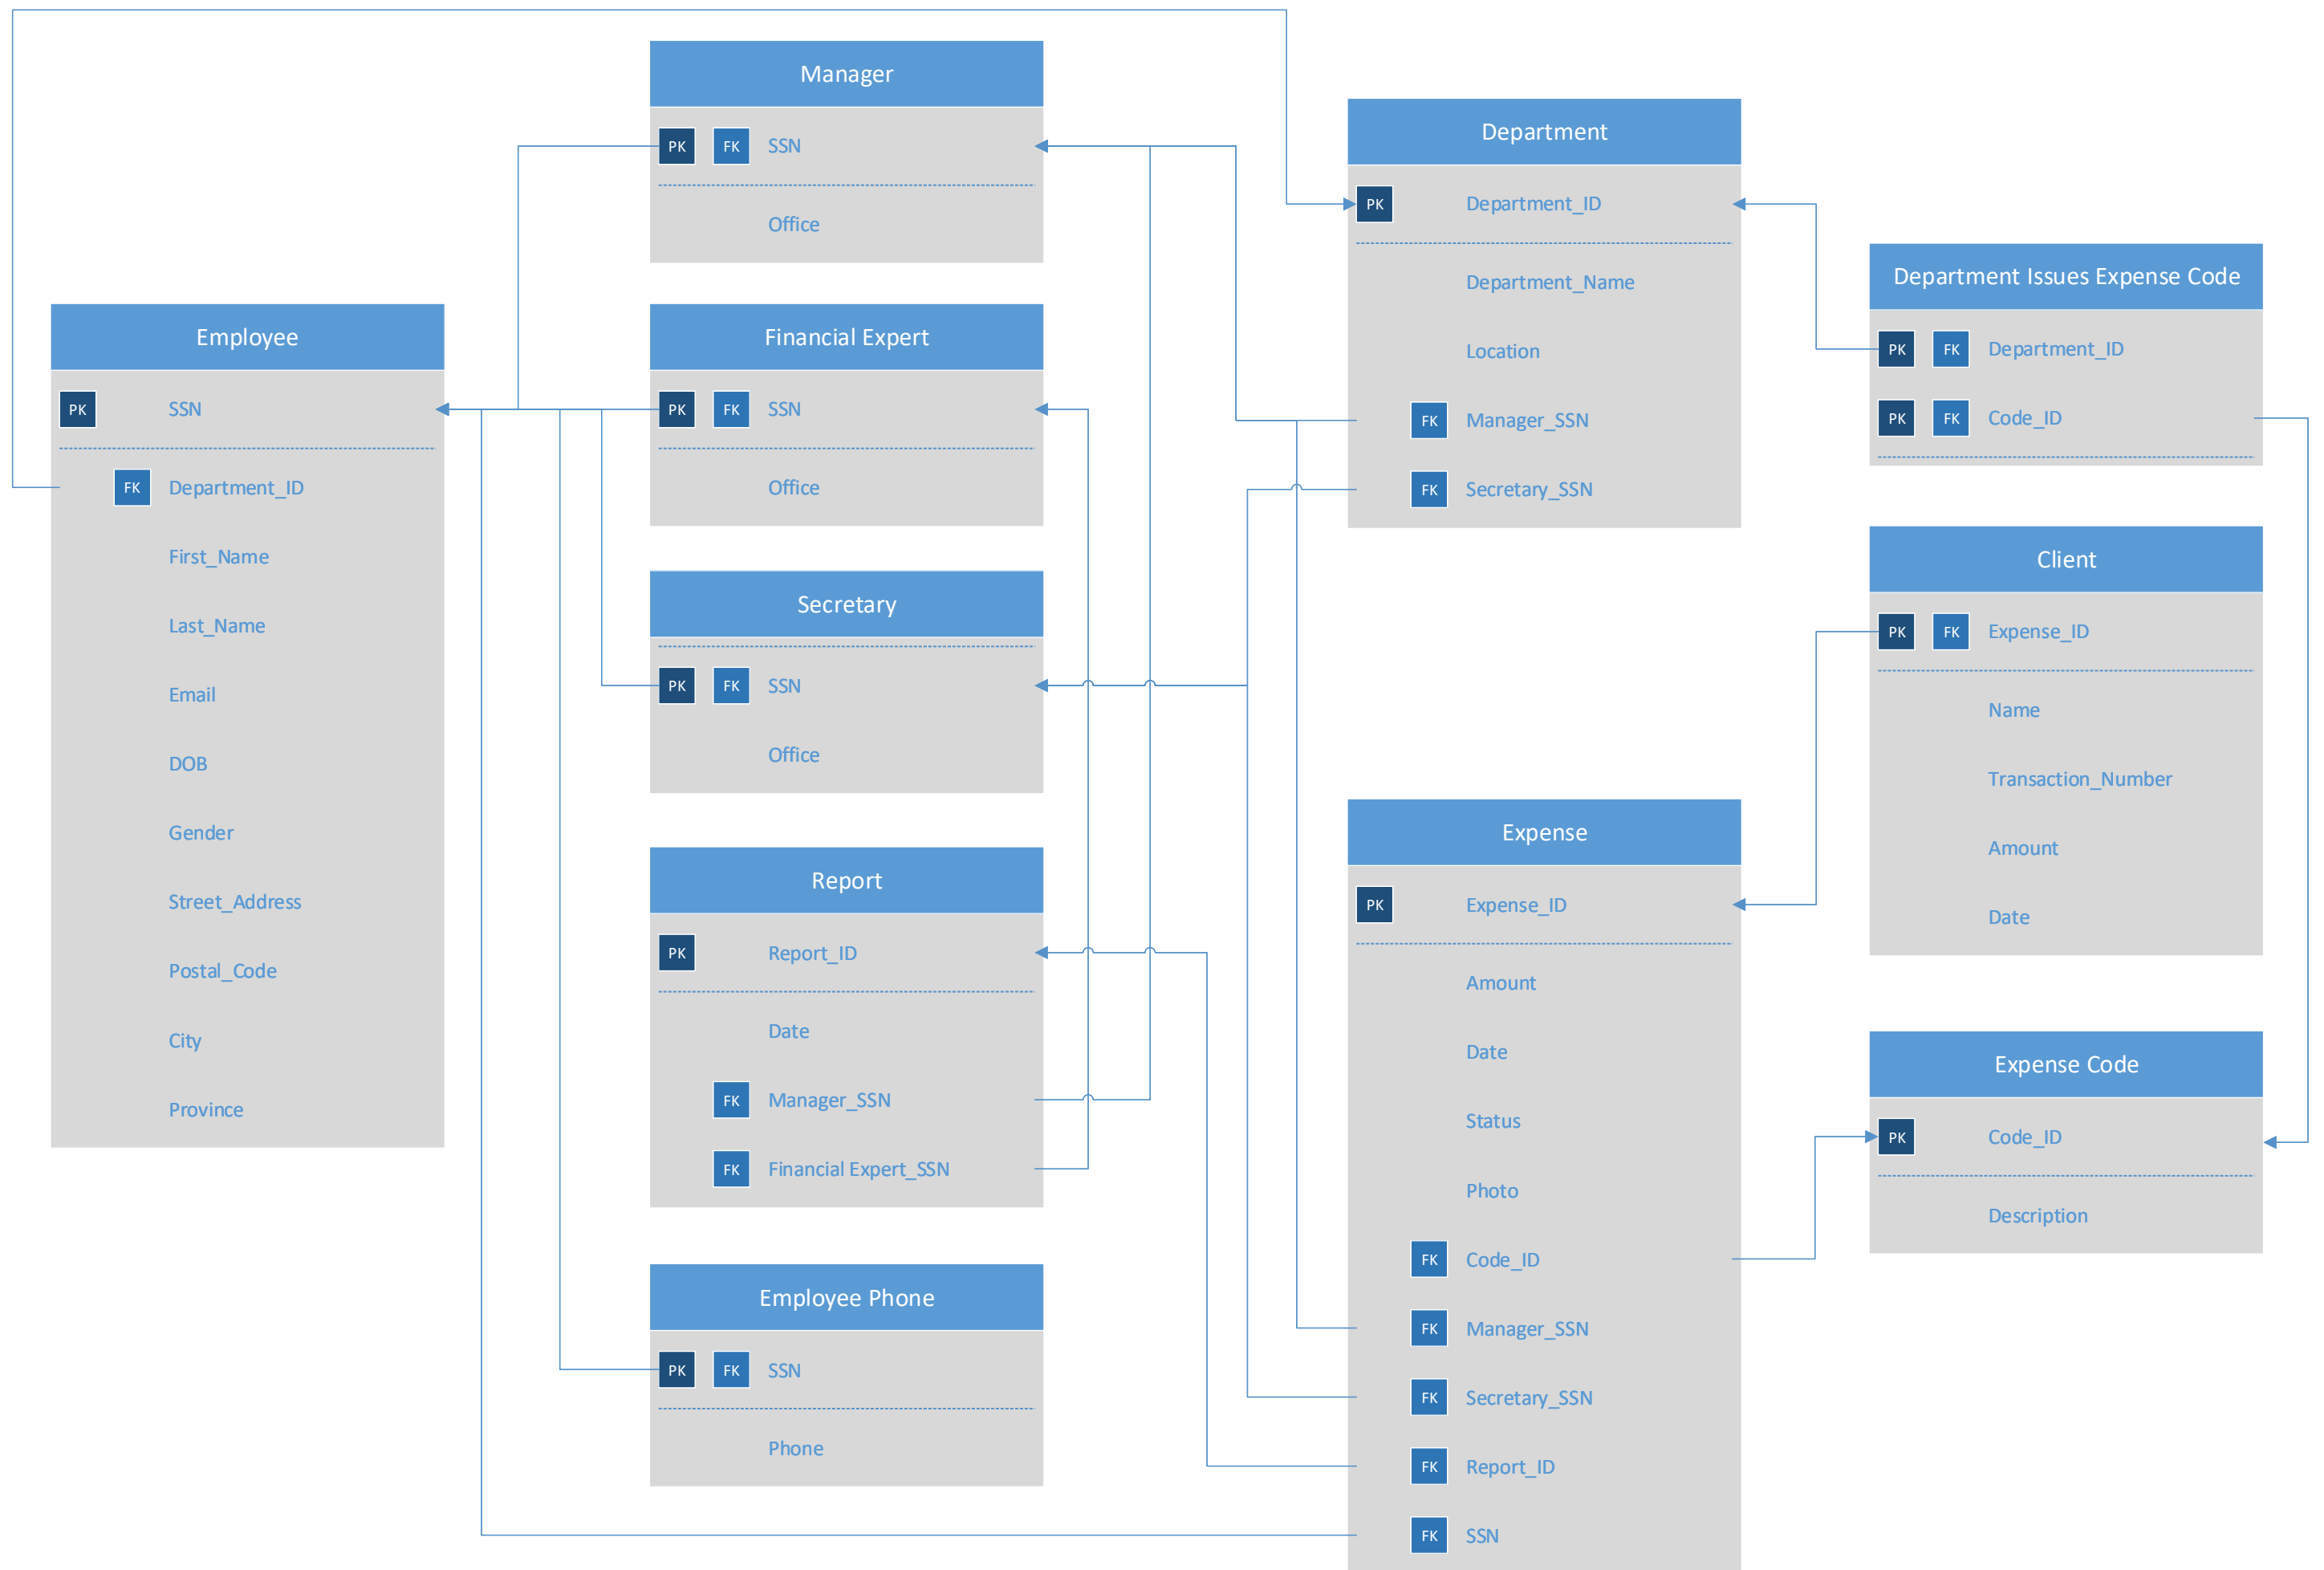 Manager
PK FK SSN
Office
Employee
PK SSN
FK Department_ID
First_Name
Last_Name
Email
DOB
Gender
Street_Address
Postal_Code
City
Province
Financial Expert
PK FK SSN
Office
Secretary
PK FK SSN
Office
Report
PK Report_ID
Date
FK Manager_SSN
FK Financial Expert_SSN
Employee Phone
PK FK SSN
Phone
Department
PK Department_ID
Department_Name
Location
FK Manager_SSN
FK Secretary_SSN
Expense
PK Expense_ID
Amount
Date
Status
Photo
FK Code_ID
FK Manager_SSN
FK Secretary_SSN
FK Report_ID
FK SSN
Department Issues Expense Code
PK FK Department_ID
PK FK Code_ID
Client
PK FK Expense_ID
Name
Transaction_Number
Amount
Date
Expense Code
PK Code_ID
Description